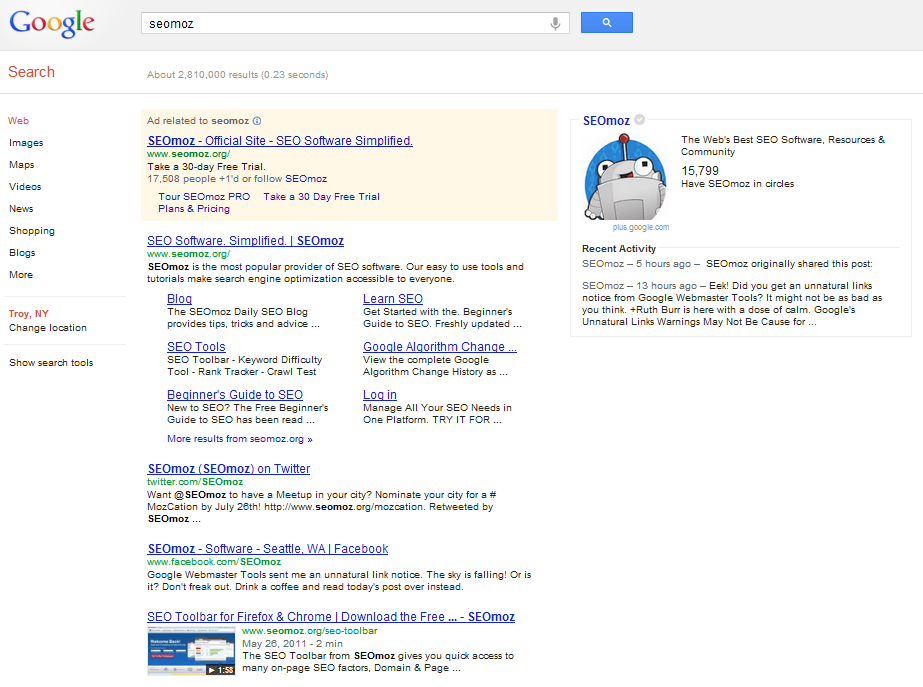 Google
seomoz
Search
About 2,810,000 results (0.23 seconds)
Web
Images
Maps
Videos
News
Shopping
Blogs
More
Troy, NY
Change location
Show search tools
Ad related to seomoz
SEOmoz - Official Site - SEO Software Simplified.
www.seomoz.org/
Take a 30-day Free Trial.
17,508 people +1'd or follow SEOmoz
Tour SEOmoz PRO Take a 30 Day Free Trial
Plans & Pricing
SEO Software. Simplified. | SEOmoz
www.seomoz.org/
SEOmoz is the most popular provider of SEO software. Our easy to use tools and
tutorials make search engine optimization accessible to everyone.
Blog
The SEOmoz Daily SEO Blog
provides tips, tricks and advice ...
Learn SEO
Get Started with the. Beginner's
Guide to SEO. Freshly updated ...
SEO Tools
SEO Toolbar - Keyword Difficulty
Tool - Rank Tracker - Crawl Test
Google Algorithm Change ...
View the complete Google
Algorithm Change History as ...
Beginner's Guide to SEO
New to SEO? The Free Beginner's
Guide to SEO has been read ...
Log in
Manage All Your SEO Needs in
One Platform. TRY IT FOR ...
More results from seomoz.org »
SEOmoz (SEOmoz) on Twitter
twitter.com/SEOmoz
Want @SEOmoz to have a Meetup in your city? Nominate your city for a #
MozCation by July 26th! http://www.seomoz.org/mozcation. Retweeted by
SEOmoz ...
SEOmoz - Software - Seattle, WA | Facebook
www.facebook.com/SEOmoz
Google Webmaster Tools sent me an unnatural link notice. The sky is falling! Or is
it? Don't freak out. Drink a coffee and read today's post over instead.
SEO Toolbar for Firefox & Chrome | Download the Free ... - SEOmoz
Welcome Back!
1:58
www.seomoz.org/seo-toolbar
May 26, 2011 - 2 min
The SEO Toolbar from SEOmoz gives you quick access to
many on-page SEO factors, Domain & Page ...
SEOmoz
The Web's Best SEO Software, Resources &
Community
15,799
Have SEOmoz in circles
plus.google.com
Recent Activity
SEOmoz – 5 hours ago – SEOmoz originally shared this post:
SEOmoz – 13 hours ago – Eek! Did you get an unnatural links
notice from Google Webmaster Tools? It might not be as bad as
you think. +Ruth Burr is here with a dose of calm. Google's
Unnatural Links Warnings May Not Be Cause for ...